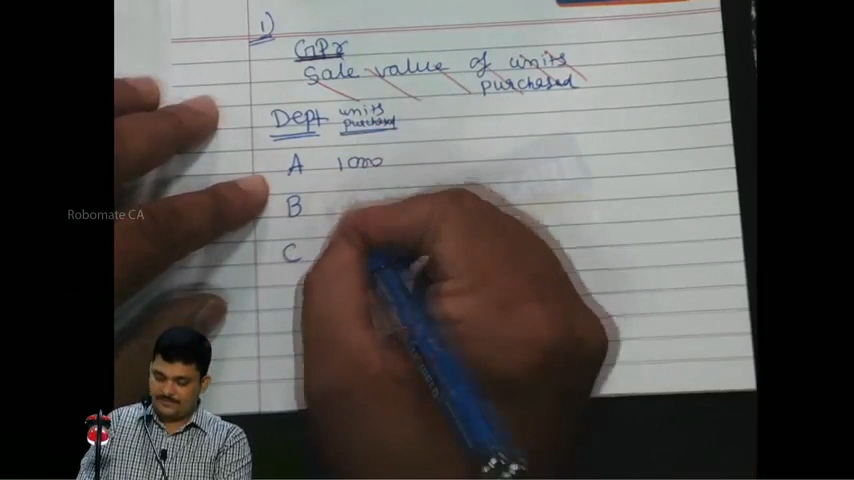 1)
GPr
Sale value of units
purchased
Dept units
purchased
A 1000
B
C
Robomate CA